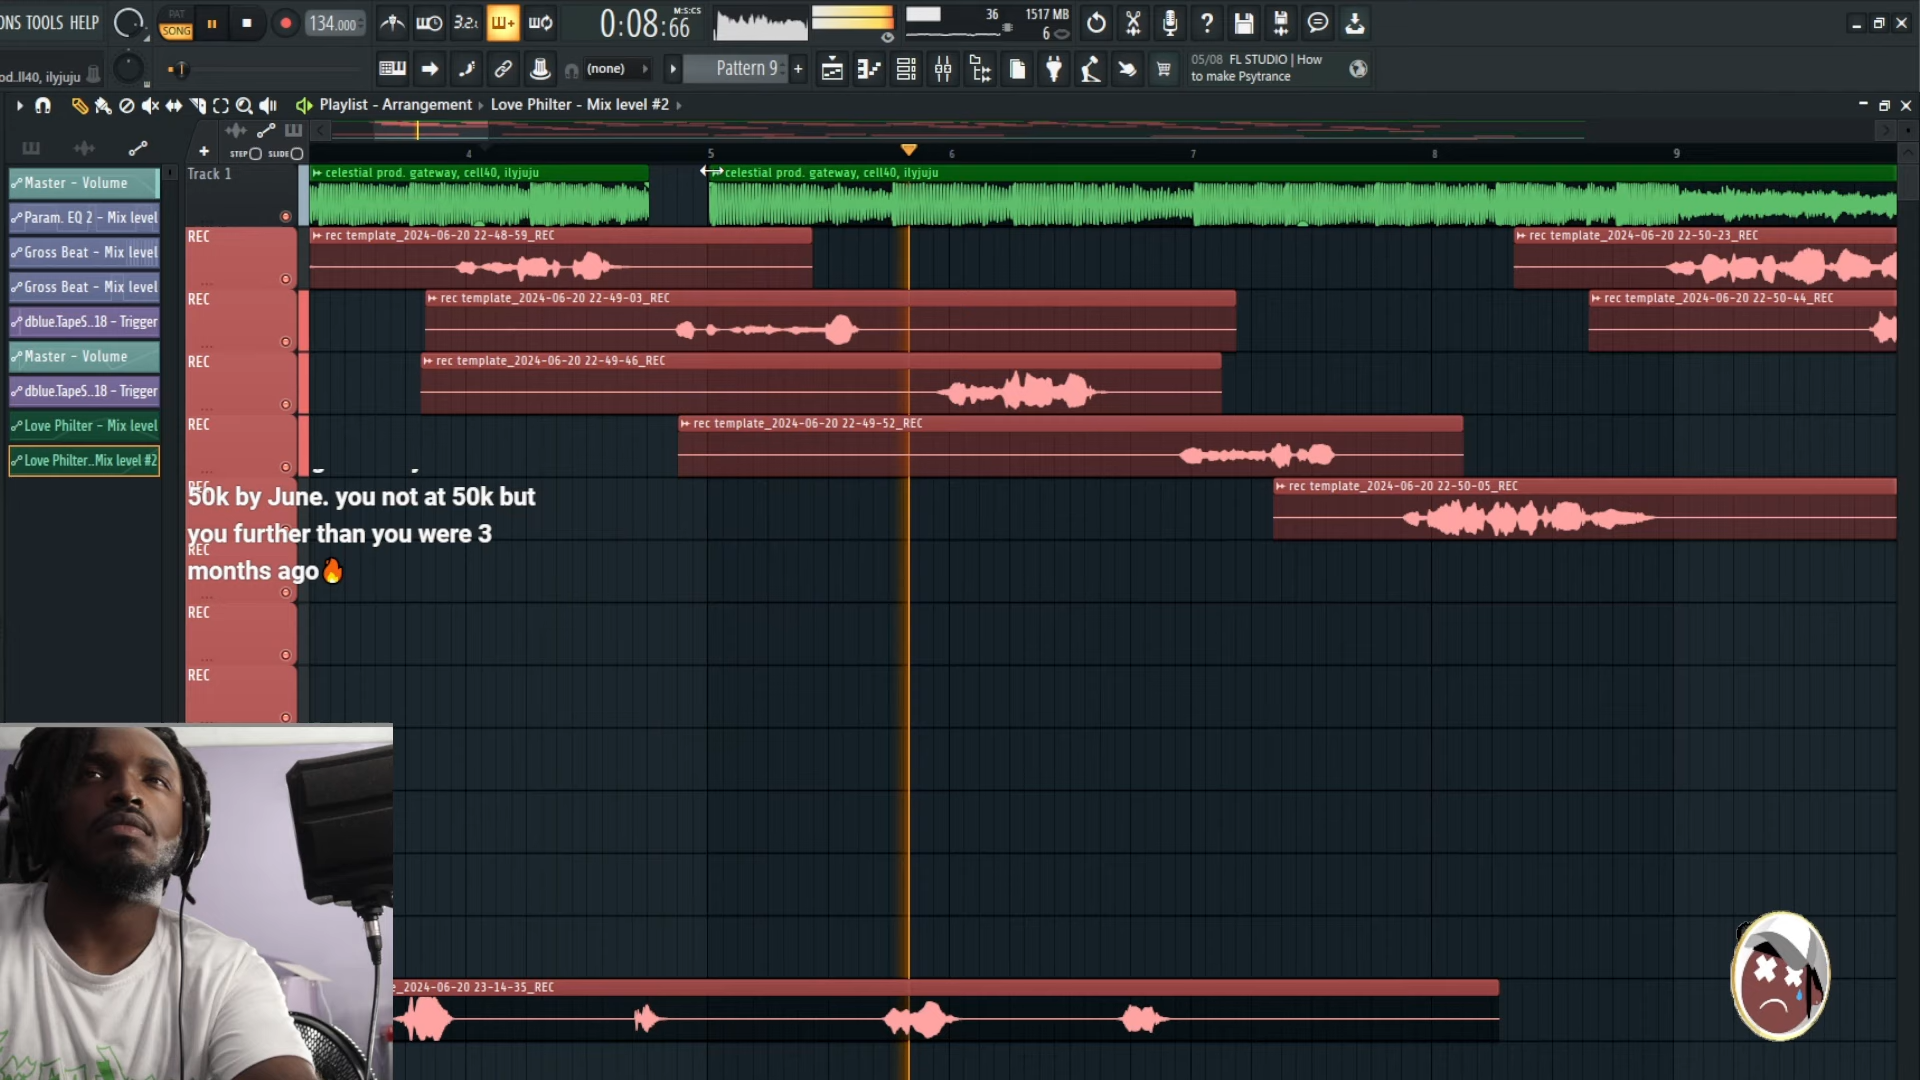 ONS TOOLS HELP
PAT
SONG
134.000
3.2.
0:08:66
M:S:CS
36
1517 MB
6
od..ll40, ilyjuju
(none)
Pattern 9
+
05/08 FL STUDIO | How
to make Psytrance
Playlist - Arrangement › Love Philter - Mix level #2 ›
STEP
SLIDE
4
5
6
7
8
9
Master - Volume
Param. EQ 2 - Mix level
Gross Beat - Mix level
Gross Beat - Mix level
dblue.TapeS..18 - Trigger
Master - Volume
dblue.TapeS..18 - Trigger
Love Philter - Mix level
Love Philter..Mix level #2
Track 1
celestial prod. gateway, cell40, ilyjuju
celestial prod. gateway, cell40, ilyjuju
REC
rec template_2024-06-20 22-48-59_REC
rec template_2024-06-20 22-50-23_REC
REC
rec template_2024-06-20 22-49-03_REC
rec template_2024-06-20 22-50-44_REC
REC
rec template_2024-06-20 22-49-46_REC
REC
rec template_2024-06-20 22-49-52_REC
REC
rec template_2024-06-20 22-50-05_REC
50k by June. you not at 50k but
you further than you were 3
months ago🔥
REC
REC
REC
e_2024-06-20 23-14-35_REC